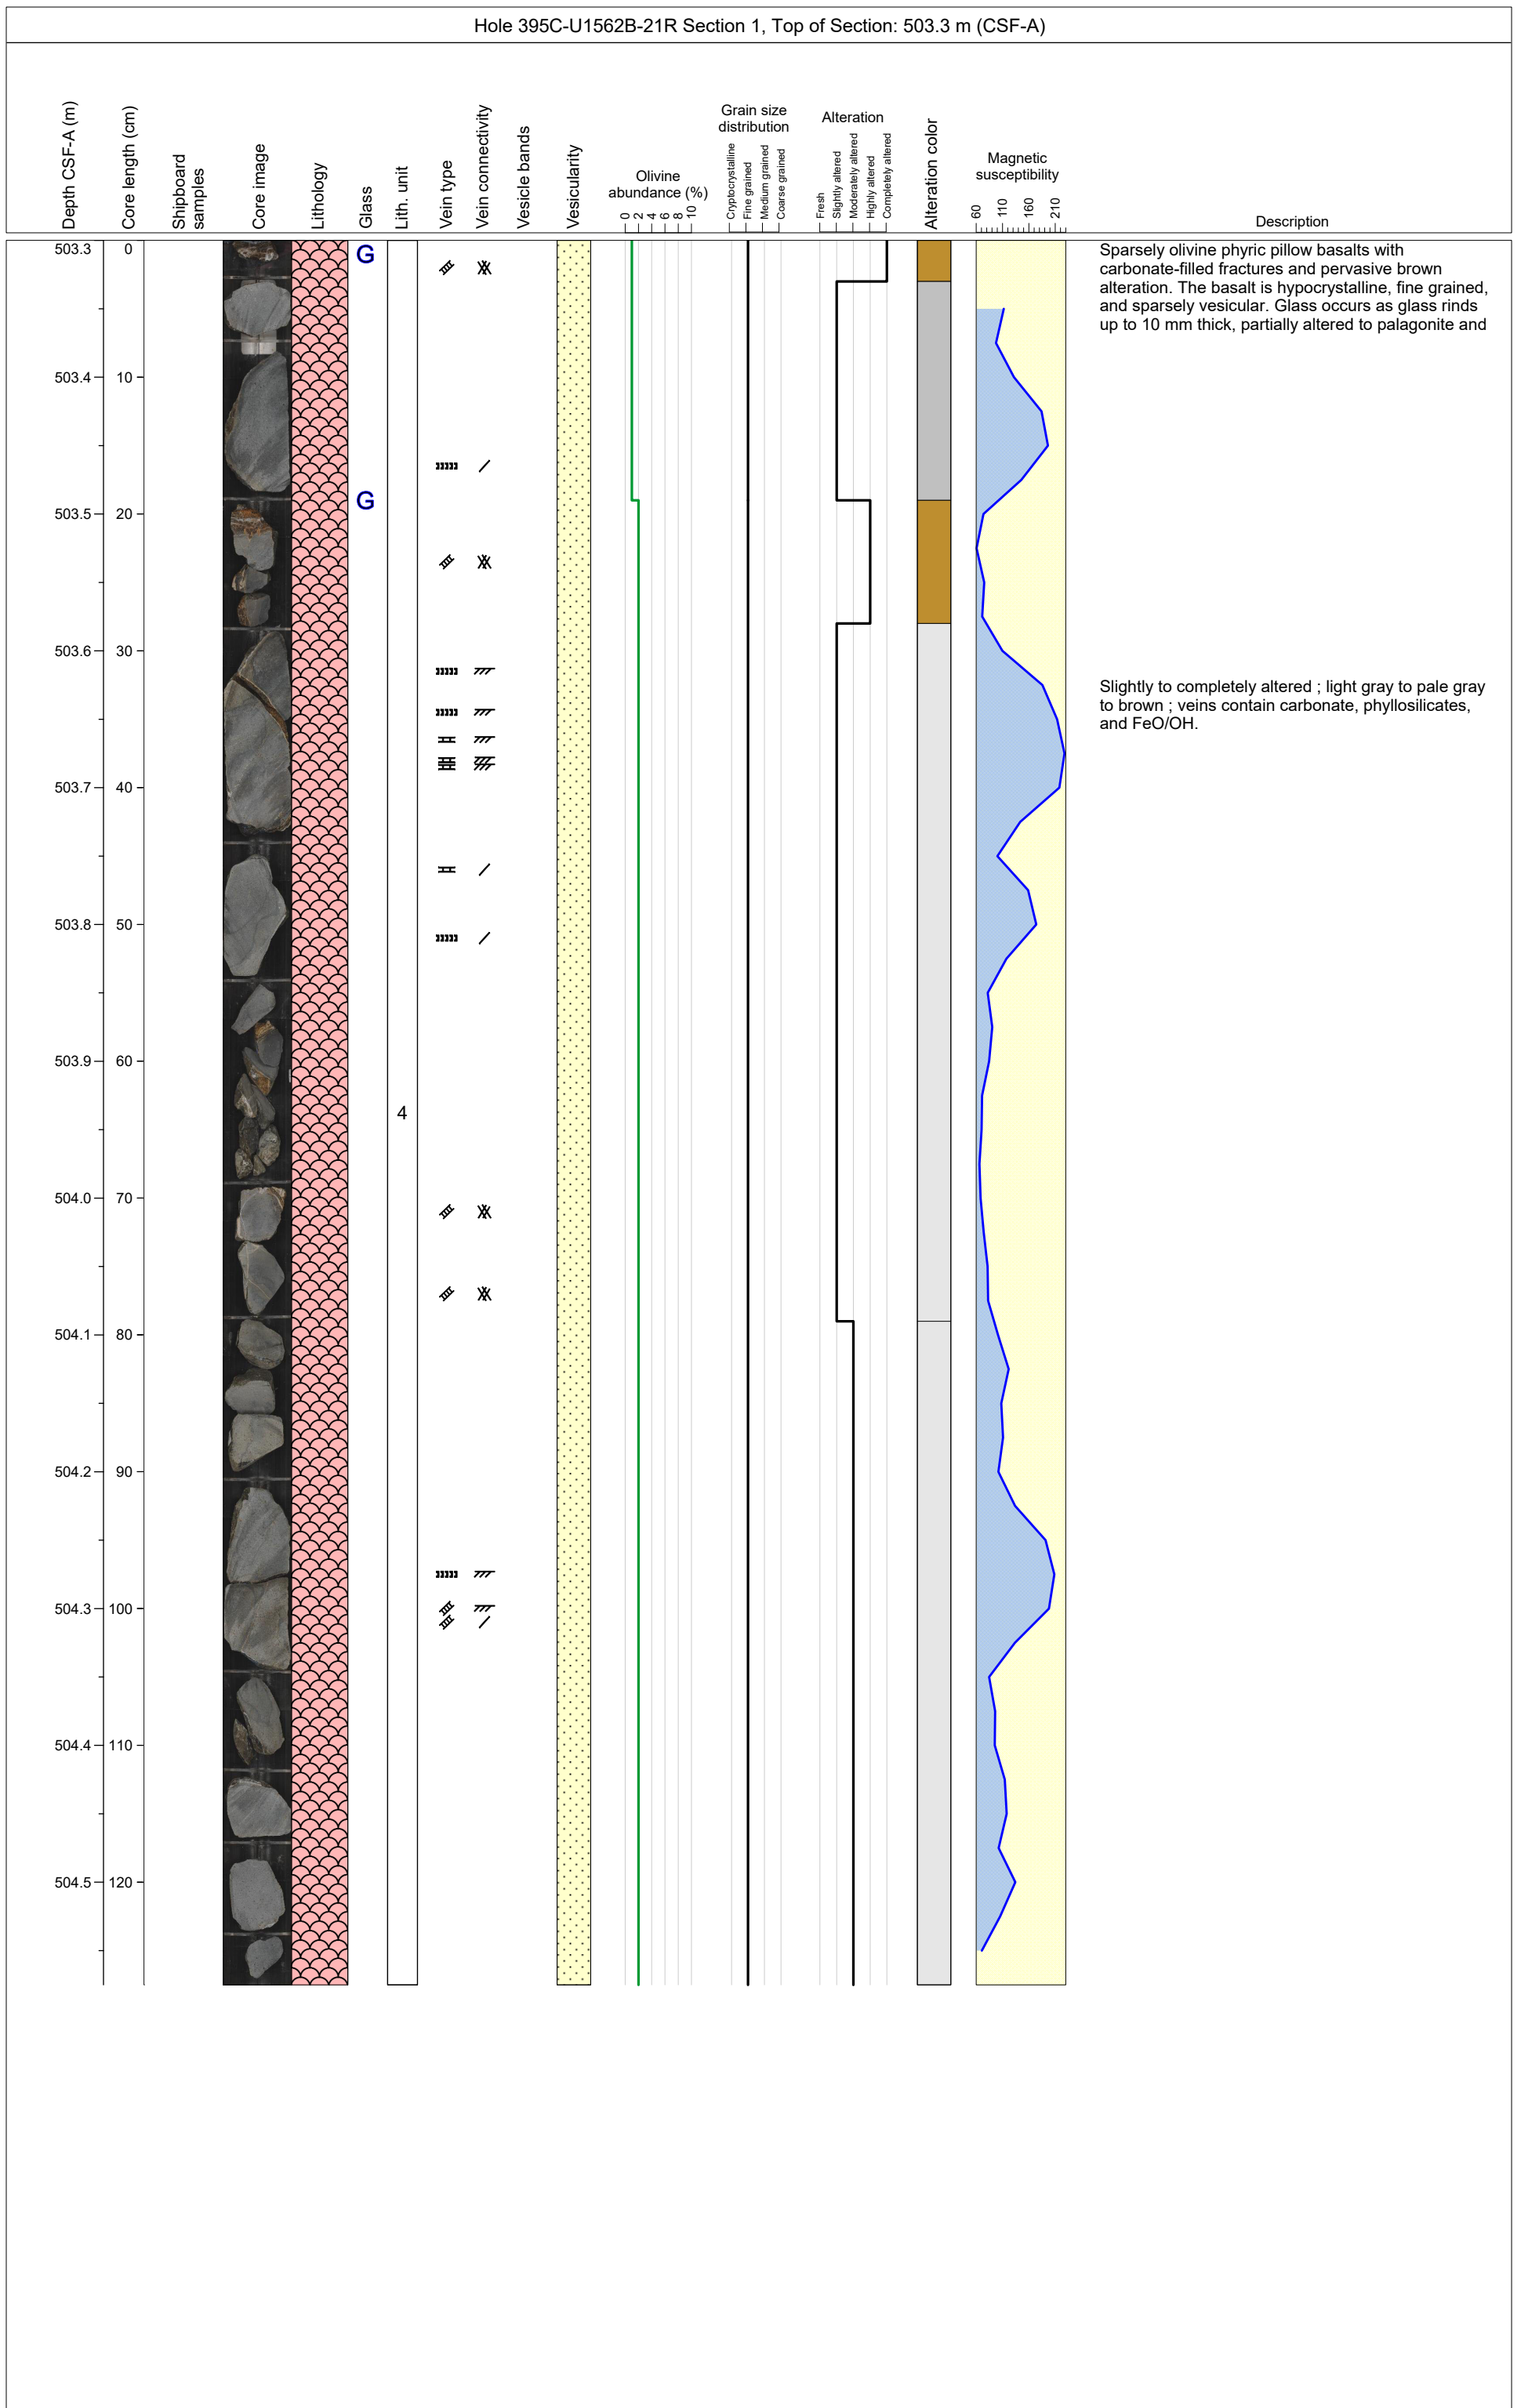 Hole 395C-U1562B-21R Section 1, Top of Section: 503.3 m (CSF-A)
Depth CSF-A (m)
Core length (cm)
Shipboard
samples
Core image
Lithology
Glass
Lith. unit
Vein type
Vein connectivity
Vesicle bands
Vesicularity
Olivine
abundance (%)
0 2 4 6 8 10
Grain size
distribution
Cryptocrystalline
Fine grained
Medium grained
Coarse grained
Alteration
Fresh
Slightly altered
Moderately altered
Highly altered
Completely altered
Alteration color
Magnetic
susceptibility
60 110 160 210
Description
503.3 0
G
Sparsely olivine phyric pillow basalts with
carbonate-filled fractures and pervasive brown
alteration. The basalt is hypocrystalline, fine grained,
and sparsely vesicular. Glass occurs as glass rinds
up to 10 mm thick, partially altered to palagonite and
503.4 10
G
503.5 20
503.6 30
Slightly to completely altered ; light gray to pale gray
to brown ; veins contain carbonate, phyllosilicates,
and FeO/OH.
503.7 40
503.8 50
503.9 60
4
504.0 70
504.1 80
504.2 90
504.3 100
504.4 110
504.5 120